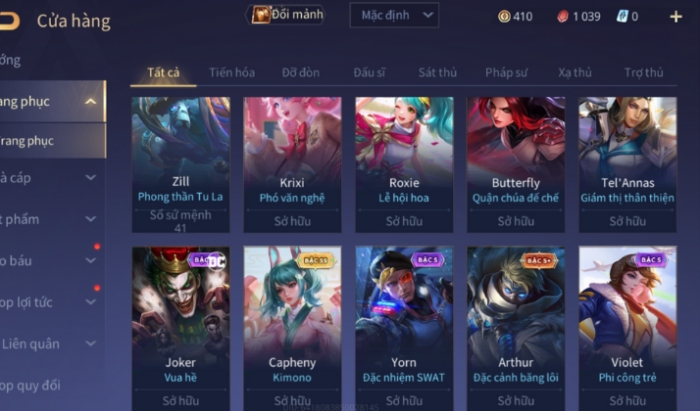 Cửa hàng
Đổi mảnh
Mặc định
410
1 039
0
Tất cả
Tiến hóa
Đỡ đòn
Đấu sĩ
Sát thủ
Pháp sư
Xạ thủ
Trợ thủ
ớng
ang phục
Trang phục
à cáp
t phẩm
o báu
op lợi tức
Liên quân
op quy đổi
Zill
Phong thần Tu La
Số sứ mệnh
41
Krixi
Phó văn nghệ
Sở hữu
Roxie
Lễ hội hoa
Sở hữu
Butterfly
Quận chúa đế chế
Sở hữu
Tel'Annas
Giám thị thân thiện
Sở hữu
BẬC
DC
Joker
Vua hề
Sở hữu
BẬC SS
Capheny
Kimono
Sở hữu
BẬC S
Yorn
Đặc nhiệm SWAT
Sở hữu
BẬC S+
Arthur
Đặc cảnh băng lôi
Sở hữu
BẬC S
Violet
Phi công trẻ
Sở hữu